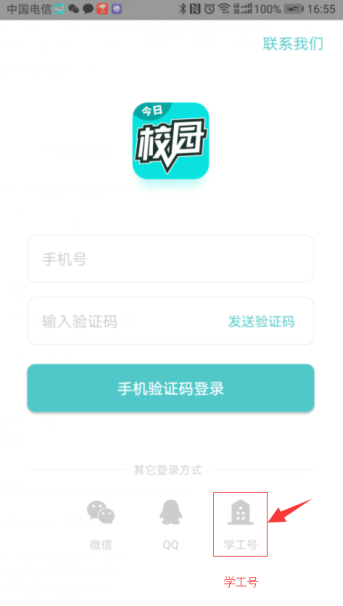 中国电信 100% 16:55
联系我们
今日
校园
手机号
输入验证码 发送验证码
手机验证码登录
其它登录方式
微信 QQ 学工号
学工号